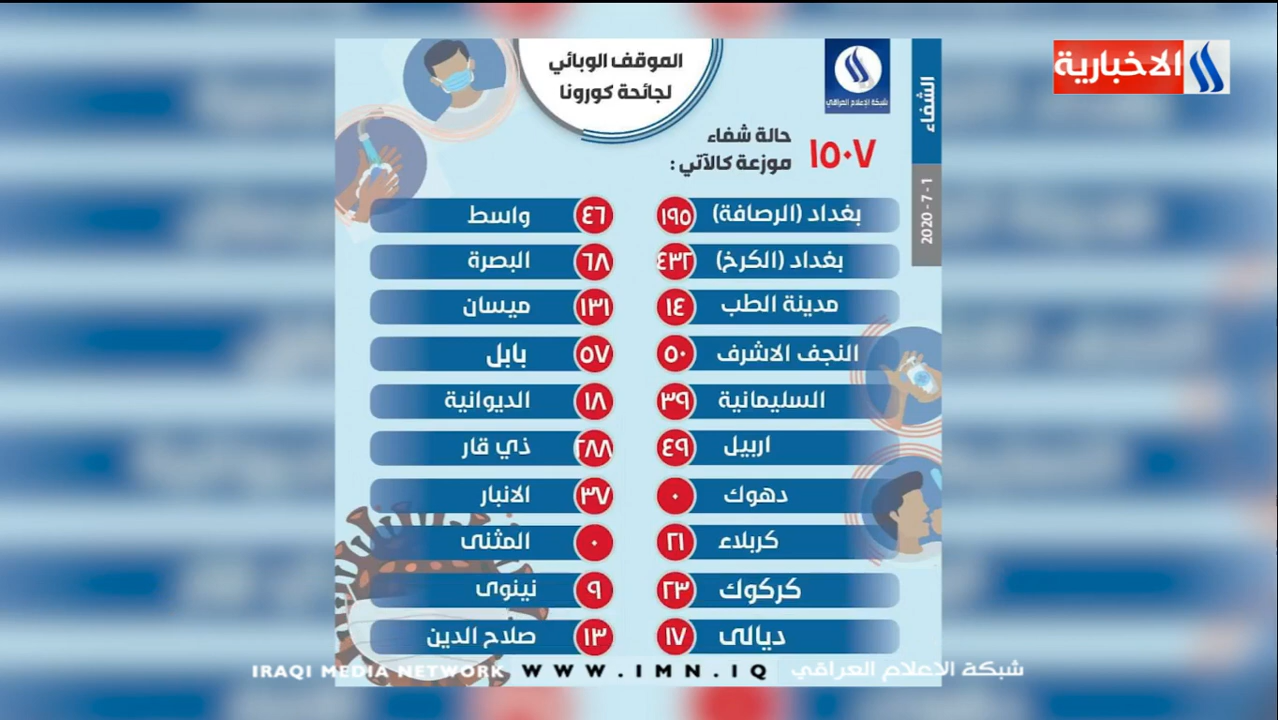 الاخبارية
الموقف الوبائي
لجائحة كورونا
شبكة الإعلام العراقي
الشفاء
2020 - 7 - 1
١٥٠٧ حالة شفاء
موزعة كالآتي :
بغداد (الرصافة) ١٩٥
واسط ٤٦
بغداد (الكرخ) ٤٣٢
البصرة ٦٨
مدينة الطب ١٤
ميسان ١٣١
النجف الاشرف ٥٠
بابل ٥٧
السليمانية ٣٩
الديوانية ١٨
اربيل ٤٩
ذي قار ٢٨٨
دهوك ٠
الانبار ٣٧
كربلاء ٢١
المثنى ٠
كركوك ٢٣
نينوى ٩
ديالى ١٧
صلاح الدين ١٣
IRAQI MEDIA NETWORK WWW.IMN.IQ شبكة الاعلام العراقي